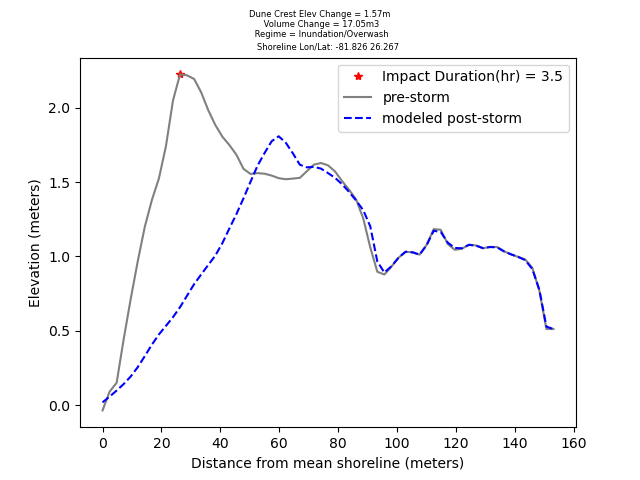 Dune Crest Elev Change = 1.57m
Volume Change = 17.05m3
Regime = Inundation/Overwash
Shoreline Lon/Lat: -81.826 26.267
Impact Duration(hr) = 3.5
pre-storm
modeled post-storm
Elevation (meters)
2.0
1.5
1.0
0.5
0.0
0 20 40 60 80 100 120 140 160
Distance from mean shoreline (meters)